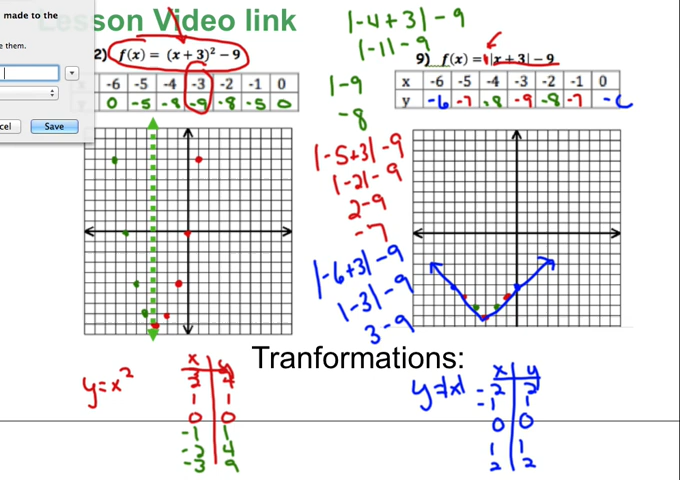 Lesson Video link
made to the
e them.
cel
Save
2) f(x) = (x + 3)² − 9
-6 -5 -4 -3 -2 -1 0
0 -5 -8 -9 -8 -5 0
|-4+3|-9
|-1|-9
1-9
-8
|-5+3|-9
|-2|-9
2-9
-7
|-6+3|-9
|-3|-9
3-9
9) f(x) = |x + 3| − 9
x -6 -5 -4 -3 -2 -1 0
y -6 -7 -8 -9 -8 -7
Tranformations:
y=x²
x y
1 1
0 0
-1 1
-2 4
-3 9
y=|x|
x y
-2 2
-1 1
0 0
1 1
2 2